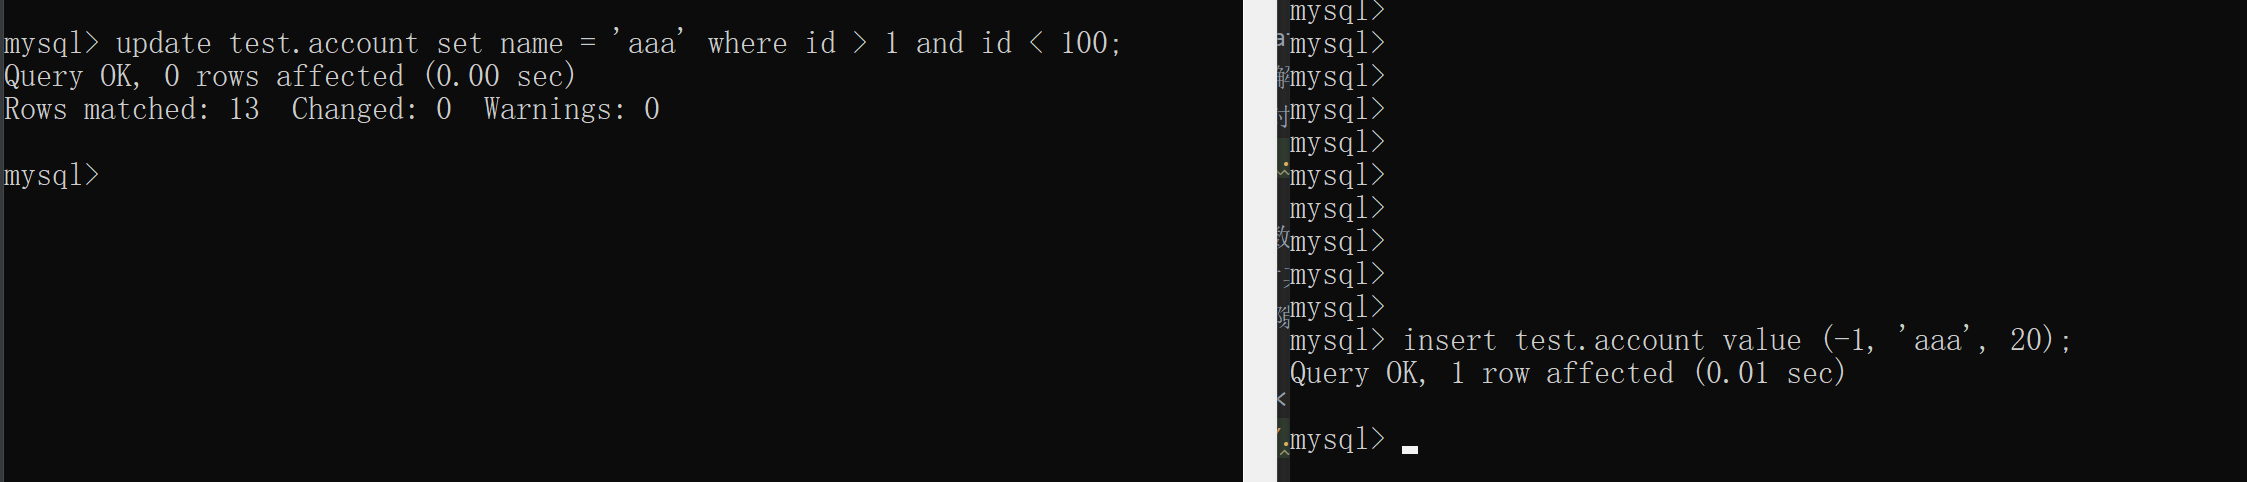 mysql> update test.account set name = 'aaa' where id > 1 and id < 100;
Query OK, 0 rows affected (0.00 sec)
Rows matched: 13  Changed: 0  Warnings: 0
mysql>
mysql>
mysql>
mysql>
mysql>
mysql>
mysql>
mysql>
mysql>
mysql>
mysql>
mysql> insert test.account value (-1, 'aaa', 20);
Query OK, 1 row affected (0.01 sec)
mysql>